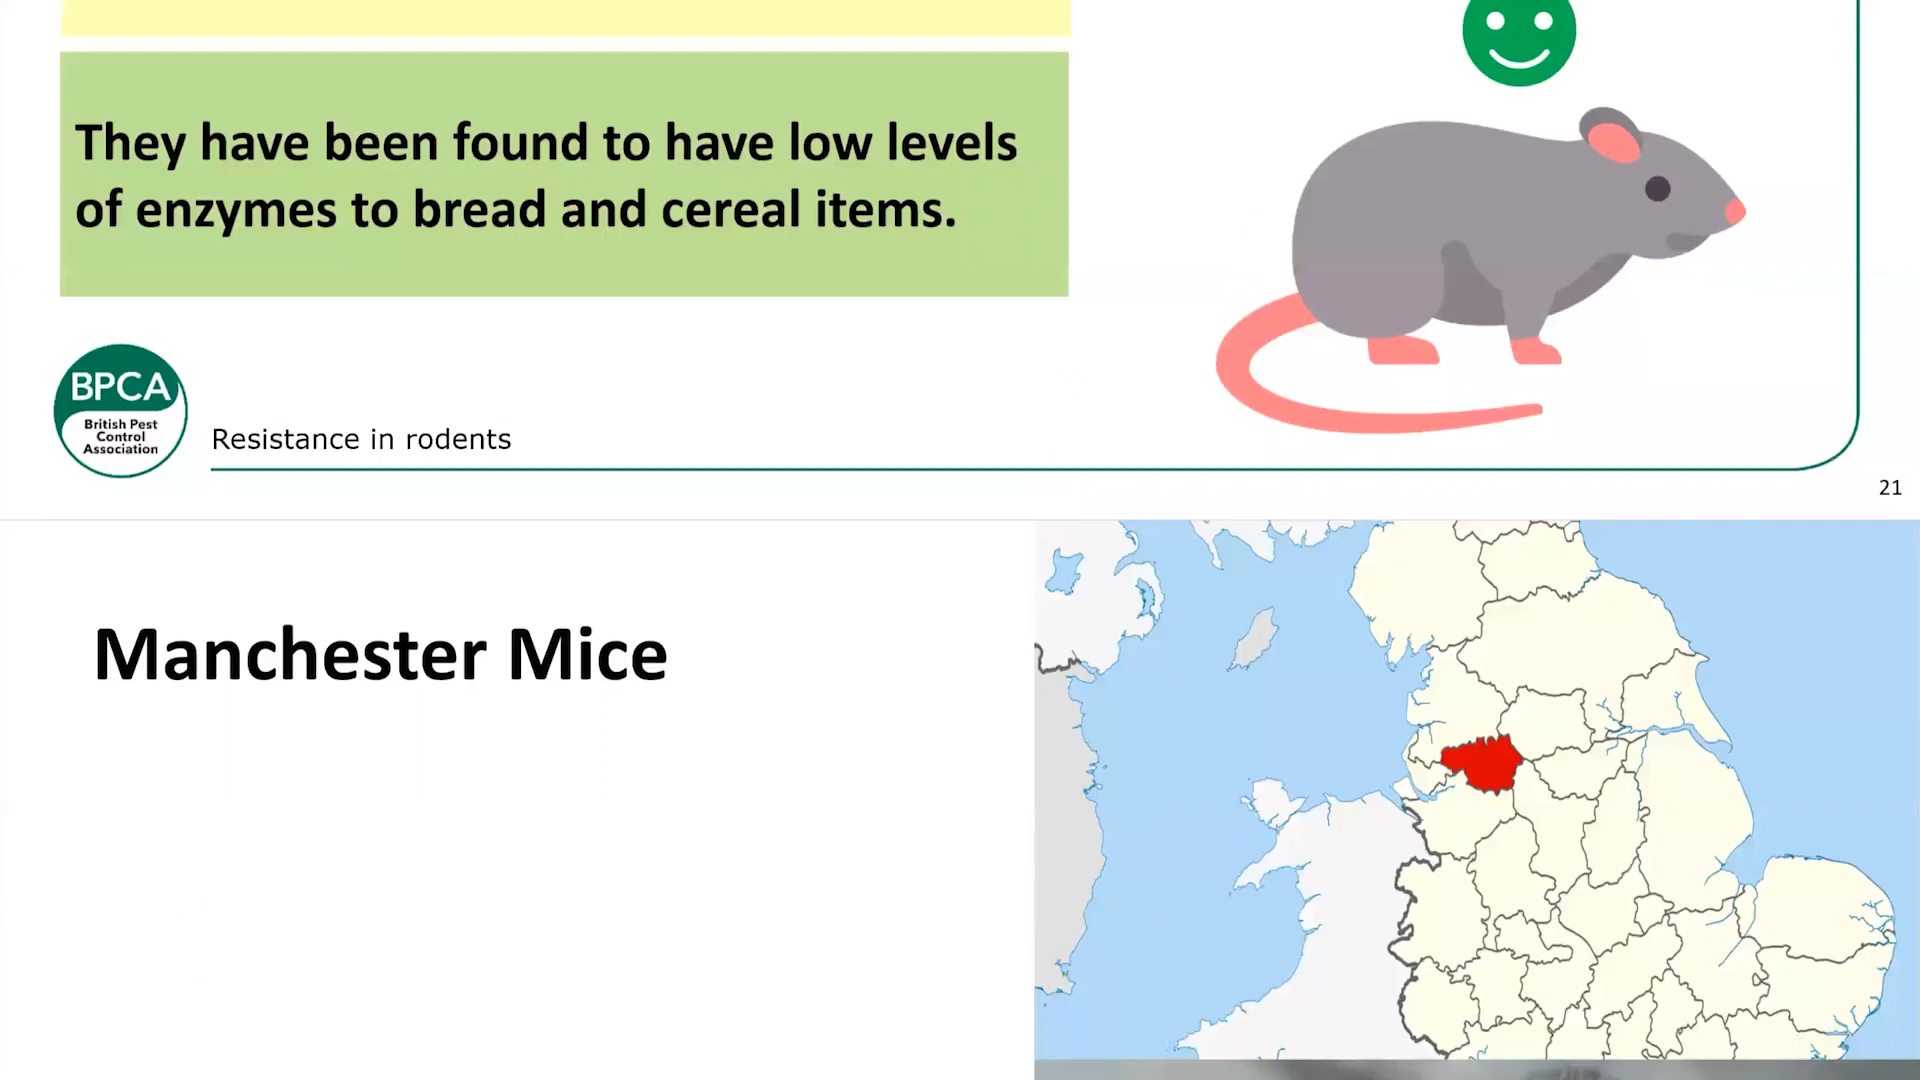 They have been found to have low levels
of enzymes to bread and cereal items.
BPCA
British Pest
Control
Association
Resistance in rodents
21
Manchester Mice